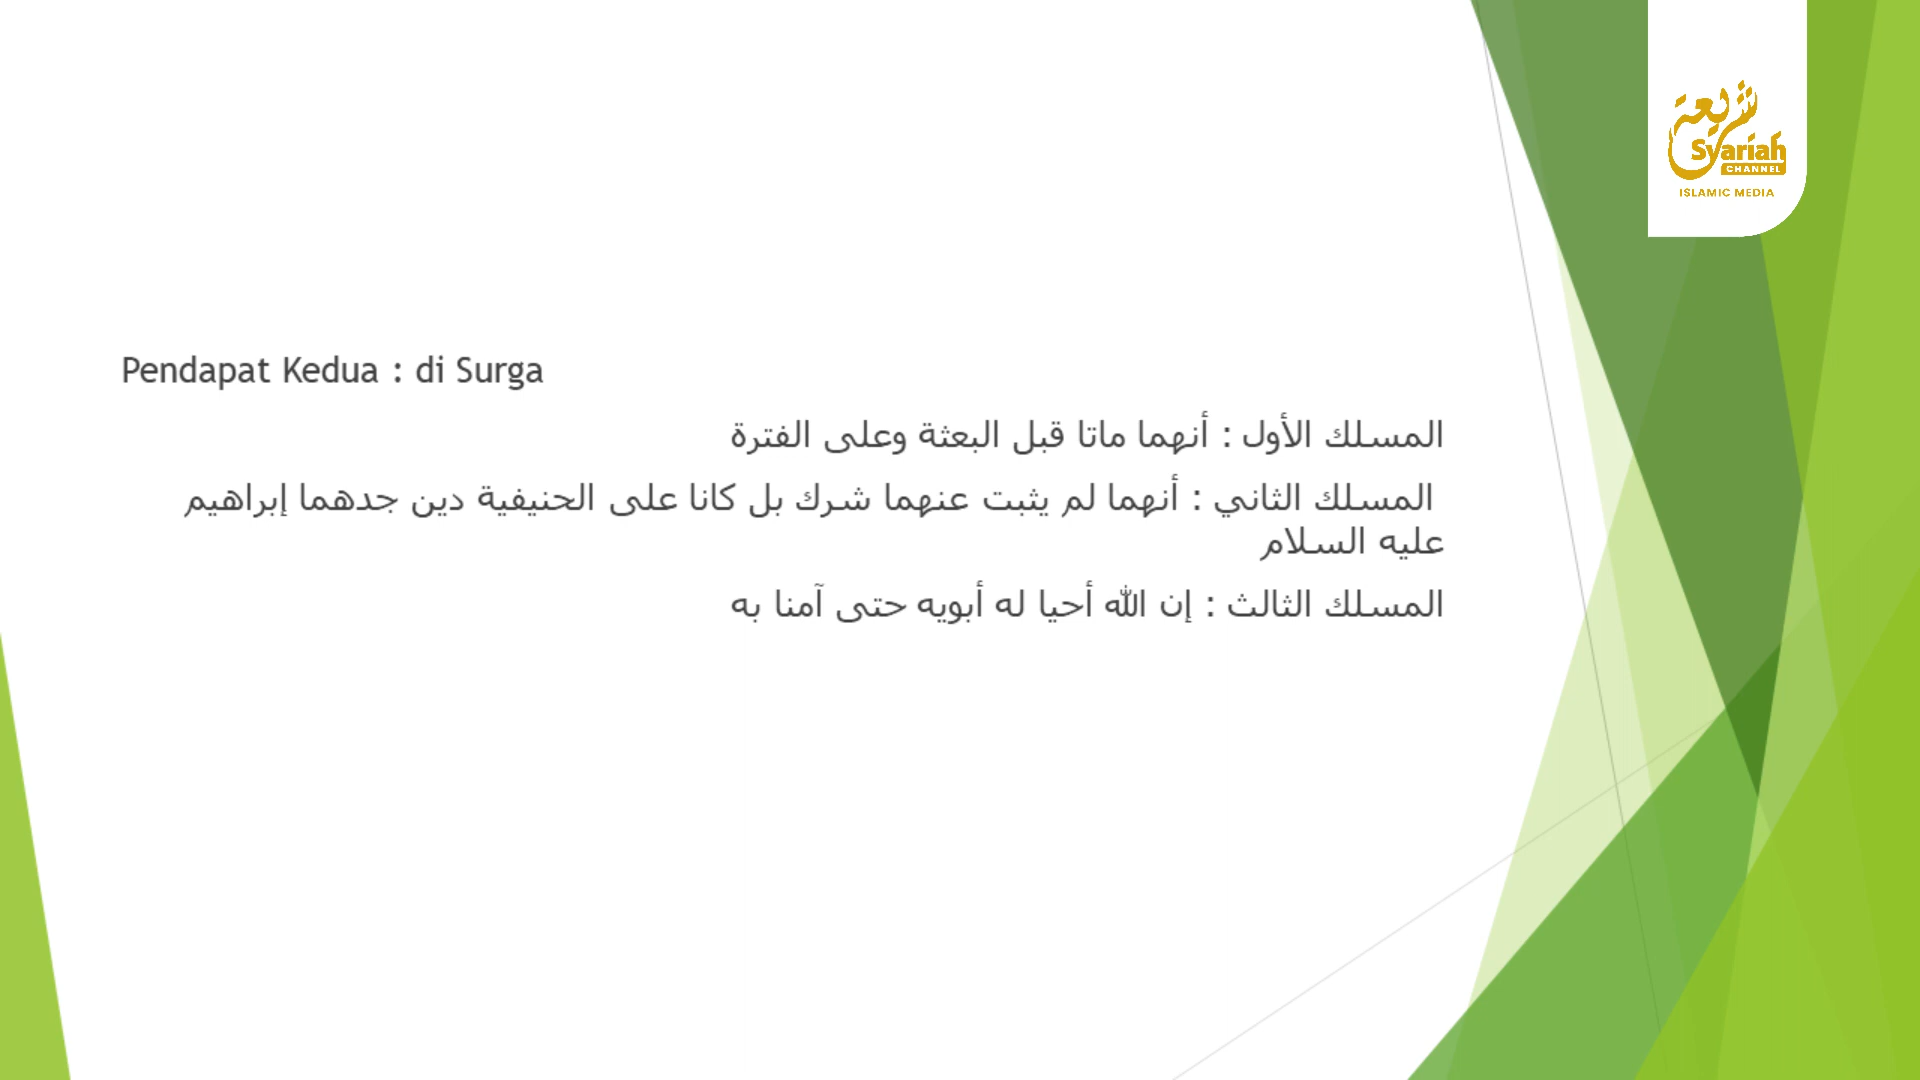 شريعة
Syariah
CHANNEL
ISLAMIC MEDIA
Pendapat Kedua : di Surga
المسلك الأول : أنهما ماتا قبل البعثة وعلى الفترة
المسلك الثاني : أنهما لم يثبت عنهما شرك بل كانا على الحنيفية دين جدهما إبراهيم
عليه السلام
المسلك الثالث : إن الله أحيا له أبويه حتى آمنا به